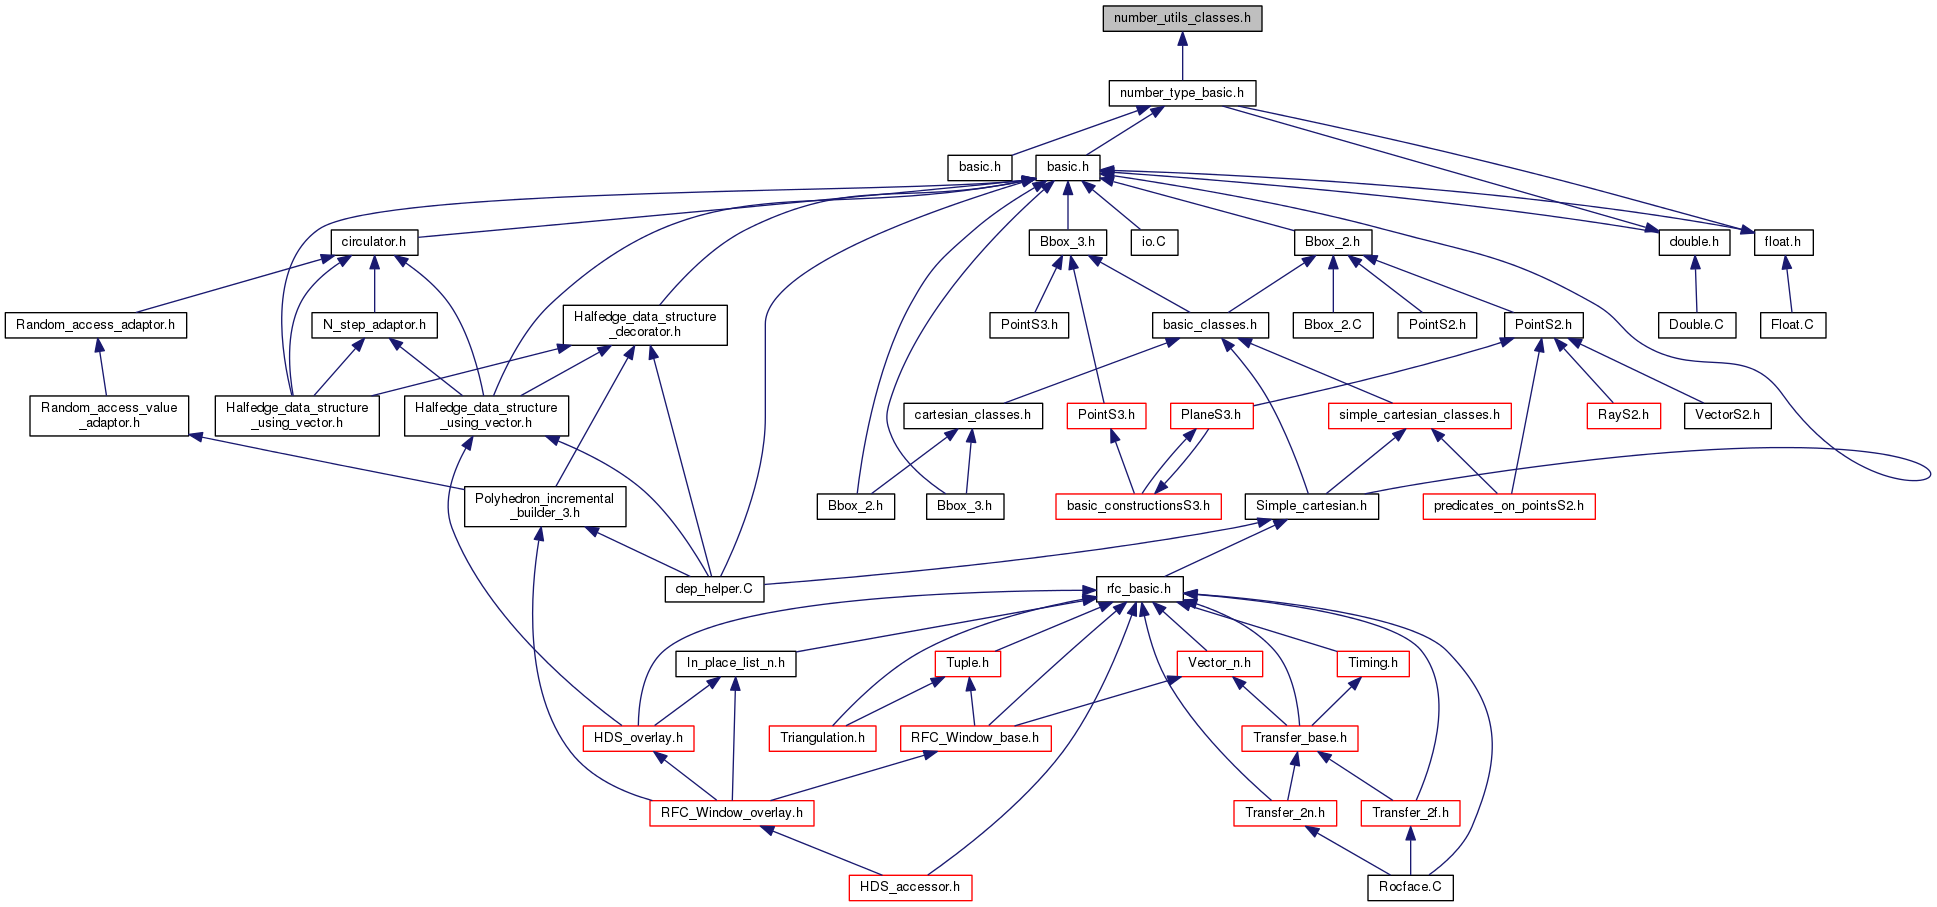 number_utils_classes.h
number_type_basic.h
basic.h
basic.h
circulator.h
Bbox_3.h
io.C
Bbox_2.h
double.h
float.h
Random_access_adaptor.h
N_step_adaptor.h
Halfedge_data_structure
_decorator.h
PointS3.h
basic_classes.h
Bbox_2.C
PointS2.h
PointS2.h
Double.C
Float.C
Random_access_value
_adaptor.h
Halfedge_data_structure
_using_vector.h
Halfedge_data_structure
_using_vector.h
cartesian_classes.h
PointS3.h
PlaneS3.h
simple_cartesian_classes.h
RayS2.h
VectorS2.h
Polyhedron_incremental
_builder_3.h
Bbox_2.h
Bbox_3.h
basic_constructionsS3.h
Simple_cartesian.h
predicates_on_pointsS2.h
dep_helper.C
rfc_basic.h
In_place_list_n.h
Tuple.h
Vector_n.h
Timing.h
HDS_overlay.h
Triangulation.h
RFC_Window_base.h
Transfer_base.h
RFC_Window_overlay.h
Transfer_2n.h
Transfer_2f.h
HDS_accessor.h
Rocface.C